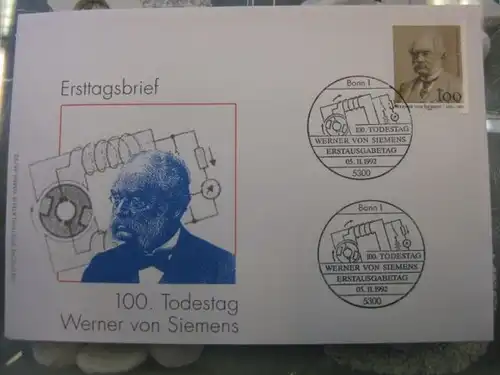 Ersttagsbrief
100. Todestag
Werner von Siemens
100
Bonn 1
100. TODESTAG
WERNER VON SIEMENS
ERSTAUSGABETAG
05.11.1992
5300
Bonn 1
100. TODESTAG
WERNER VON SIEMENS
ERSTAUSGABETAG
05.11.1992
5300